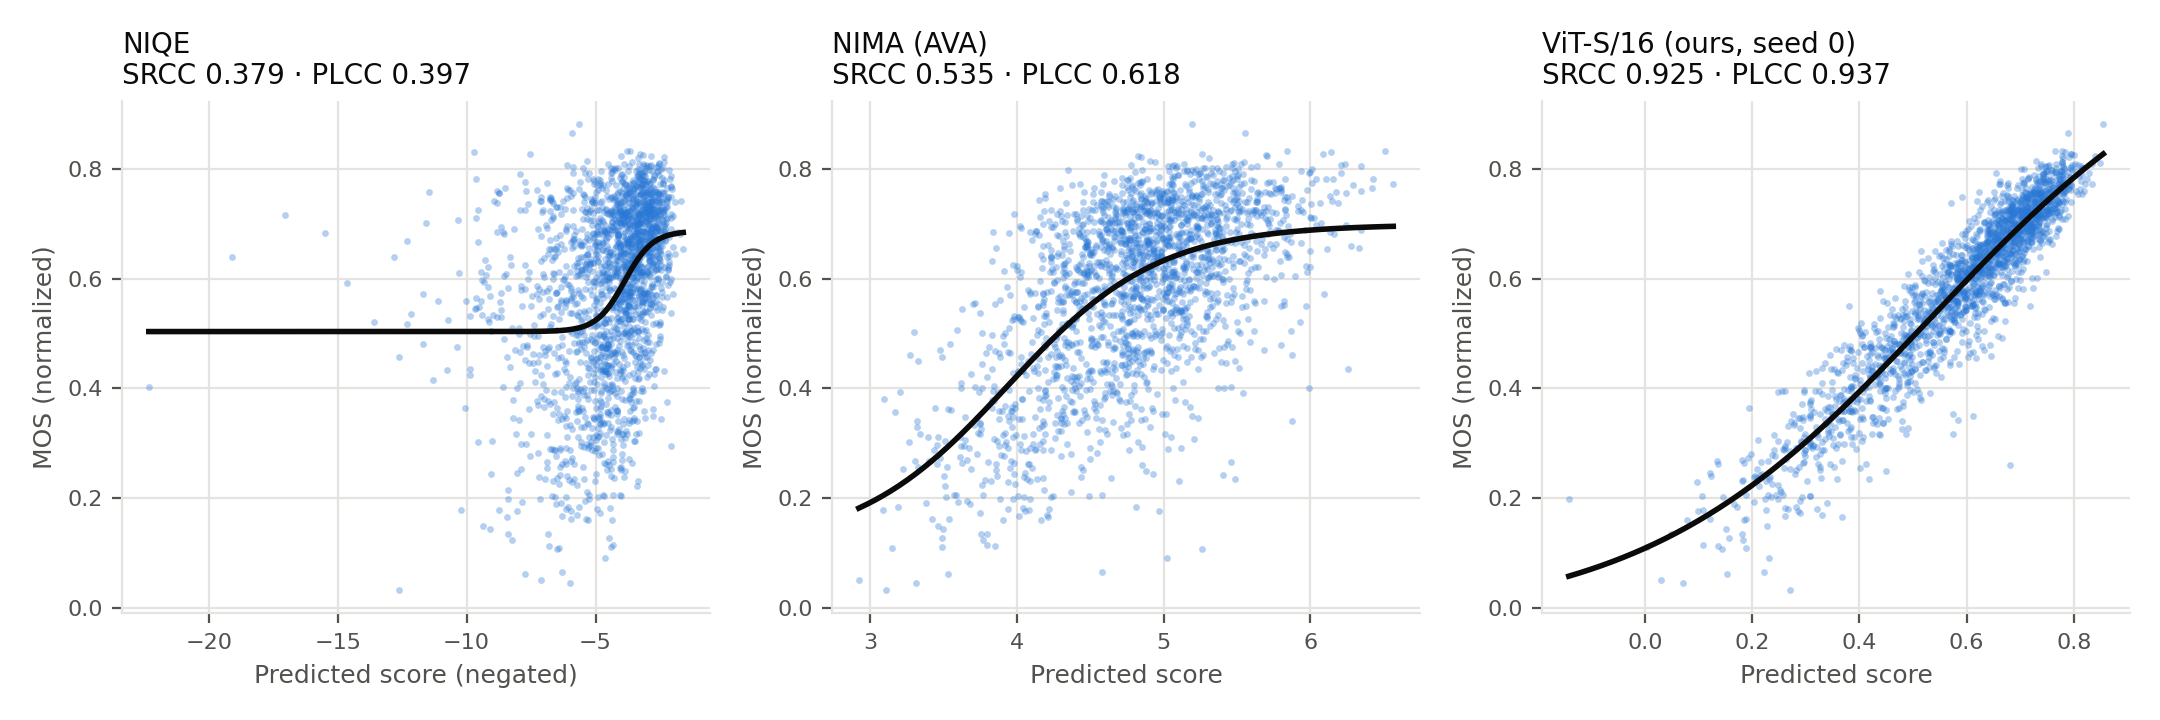 NIQE
SRCC 0.379 · PLCC 0.397
MOS (normalized)
0.8
0.6
0.4
0.2
0.0
−20
−15
−10
−5
Predicted score (negated)
NIMA (AVA)
SRCC 0.535 · PLCC 0.618
MOS (normalized)
0.8
0.6
0.4
0.2
0.0
3
4
5
6
Predicted score
ViT-S/16 (ours, seed 0)
SRCC 0.925 · PLCC 0.937
MOS (normalized)
0.8
0.6
0.4
0.2
0.0
0.0
0.2
0.4
0.6
0.8
Predicted score